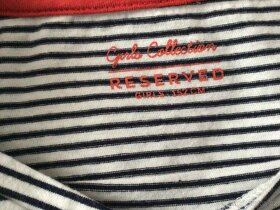 Girls Collection
RESERVED
GIRLS 152 CM